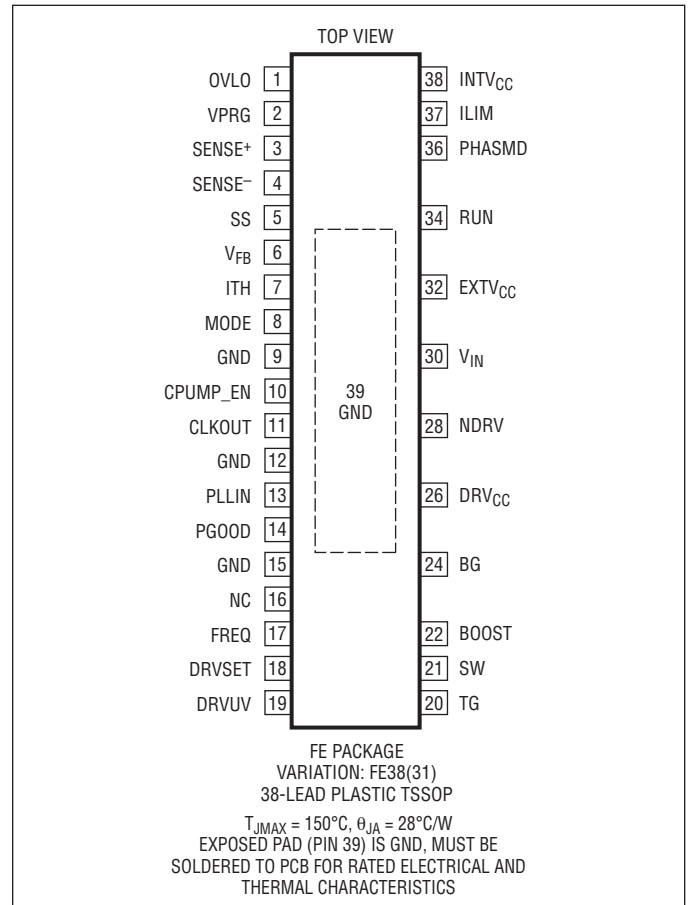 TOP VIEW
OVLO 1
VPRG 2
SENSE+ 3
SENSE– 4
SS 5
VFB 6
ITH 7
MODE 8
GND 9
CPUMP_EN 10
CLKOUT 11
GND 12
PLLIN 13
PGOOD 14
GND 15
NC 16
FREQ 17
DRVSET 18
DRVUV 19
39
GND
38 INTVCC
37 ILIM
36 PHASMD
34 RUN
32 EXTVCC
30 VIN
28 NDRV
26 DRVCC
24 BG
22 BOOST
21 SW
20 TG
FE PACKAGE
VARIATION: FE38(31)
38-LEAD PLASTIC TSSOP
TJMAX = 150°C, θJA = 28°C/W
EXPOSED PAD (PIN 39) IS GND, MUST BE
SOLDERED TO PCB FOR RATED ELECTRICAL AND
THERMAL CHARACTERISTICS